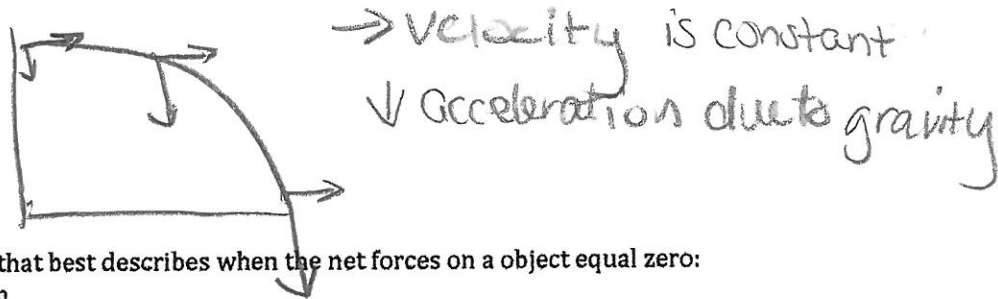 → velocity is constant
↓ acceleration due to gravity
that best describes when the net forces on a object equal zero: